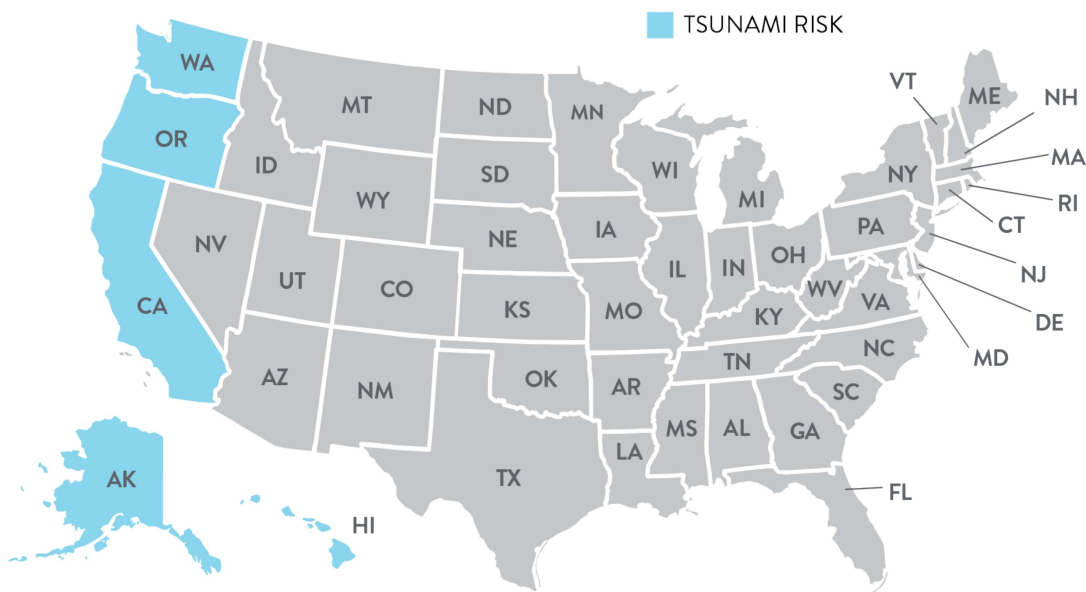 TSUNAMI RISK
WA
MT
ND
MN
VT
ME
NH
OR
ID
SD
WI
MI
NY
MA
RI
WY
CT
NV
NE
IA
PA
NJ
UT
CO
IL
IN
OH
WV
VA
DE
CA
KS
MO
KY
MD
AZ
NM
OK
AR
TN
NC
SC
MS
AL
GA
LA
TX
FL
AK
HI